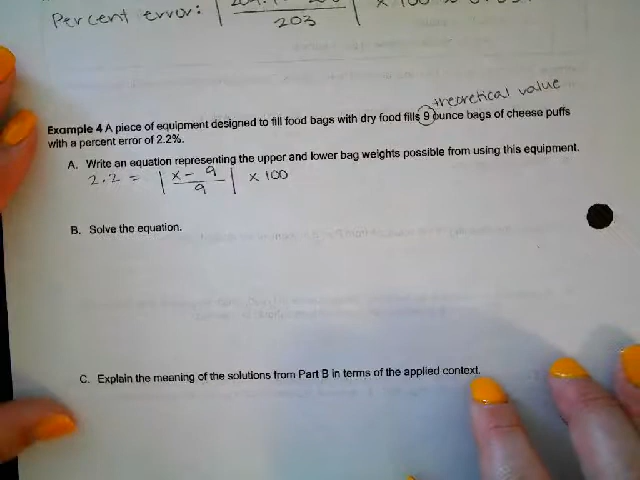 Percent error: | / 203 | × 100
theoretical value
Example 4 A piece of equipment designed to fill food bags with dry food fills 9 ounce bags of cheese puffs
with a percent error of 2.2%.
A. Write an equation representing the upper and lower bag weights possible from using this equipment.
2.2 = | x - 9 / 9 | × 100
B. Solve the equation.
C. Explain the meaning of the solutions from Part B in terms of the applied context.